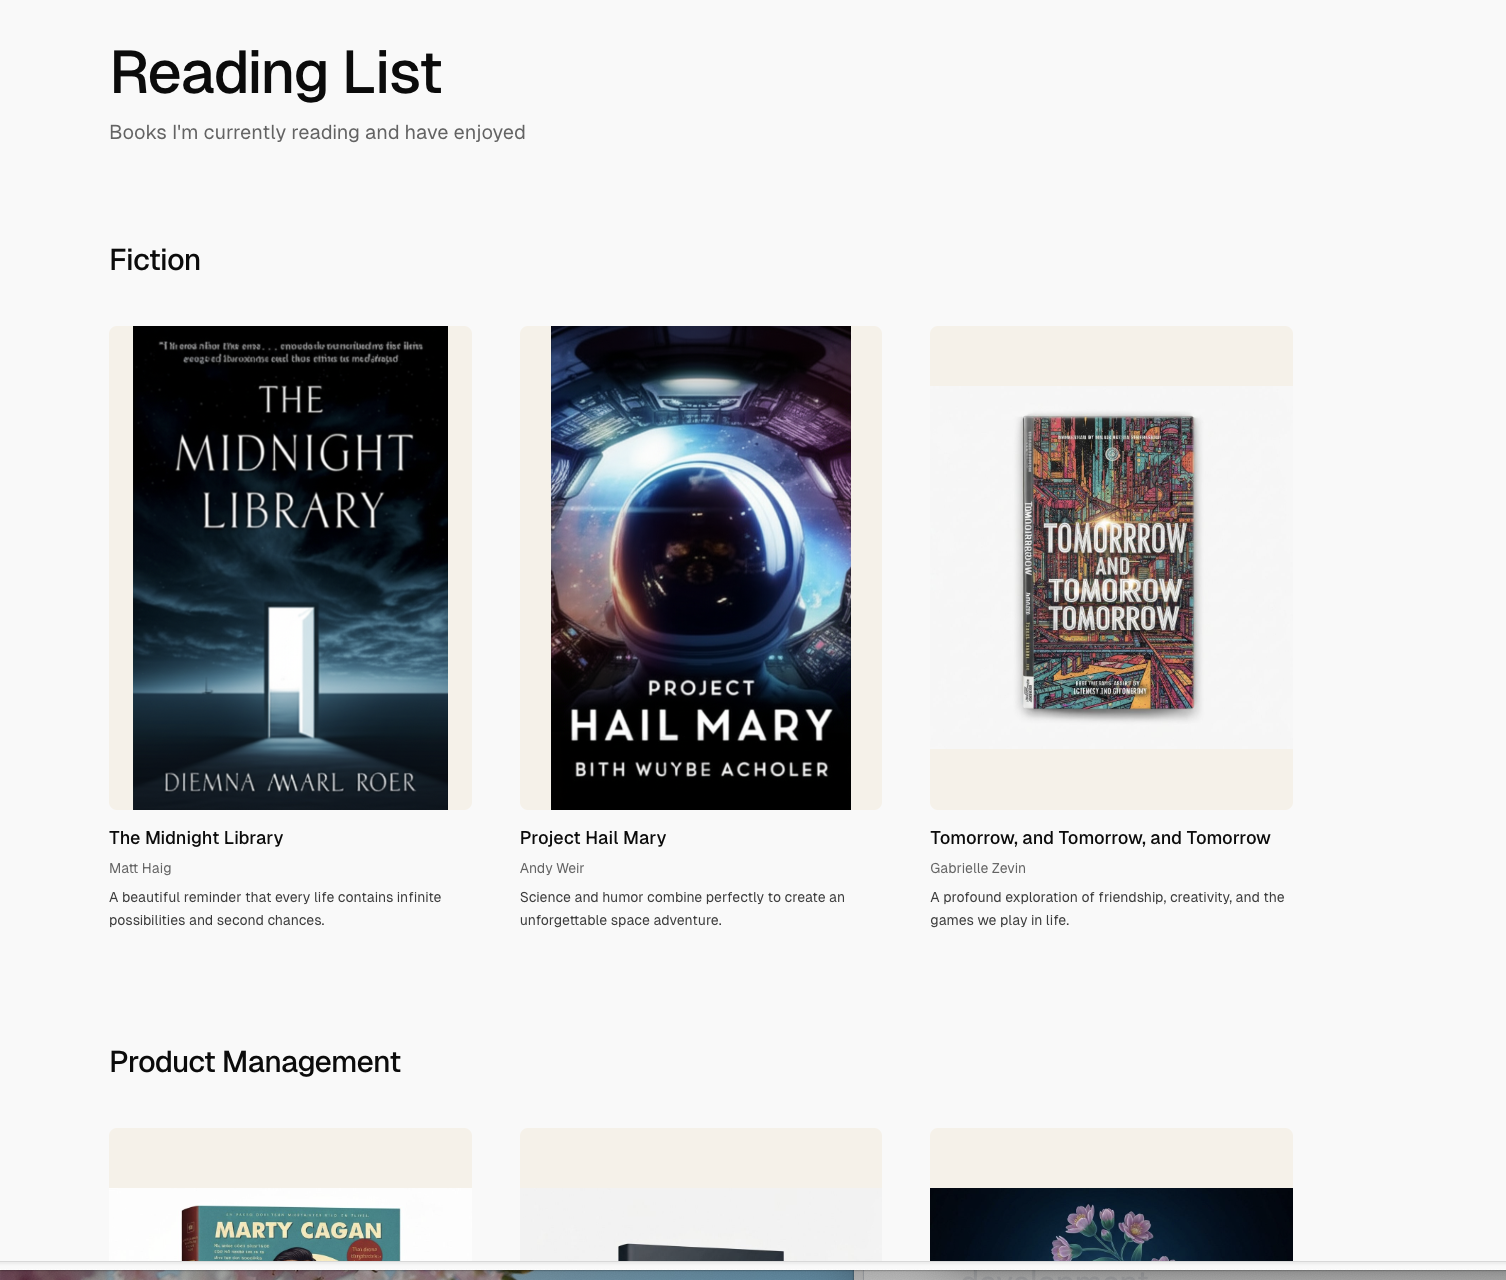 Reading List
Books I'm currently reading and have enjoyed
Fiction
THE
MIDNIGHT
LIBRARY
DIEMNA AMARL ROER
PROJECT
HAIL MARY
BITH WUYBE ACHOLER
TOMORRROW
AND
TOMORROW
TOMORROW
The Midnight Library
Matt Haig
A beautiful reminder that every life contains infinite
possibilities and second chances.
Project Hail Mary
Andy Weir
Science and humor combine perfectly to create an
unforgettable space adventure.
Tomorrow, and Tomorrow, and Tomorrow
Gabrielle Zevin
A profound exploration of friendship, creativity, and the
games we play in life.
Product Management
MARTY CAGAN